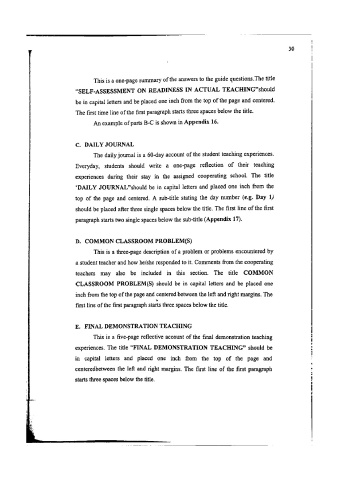 30
This is a one-page summary of the answers to the guide questions.The title
"SELF-ASSESSMENT ON READINESS IN ACTUAL TEACHING"should
be in capital letters and be placed one inch from the top of the page and centered.
The first time line of the first paragraph starts three spaces below the title.
An example of parts B-C is shown in Appendix 16.
C. DAILY JOURNAL
The daily journal is a 60-day account of the student teaching experiences.
Everyday, students should write a one-page reflection of their teaching
experiences during their stay in the assigned cooperating school. The title
'DAILY JOURNAL"should be in capital letters and placed one inch from the
top of the page and centered. A sub-title stating the day number (e.g. Day 1)
should be placed after three single spaces below the title. The first line of the first
paragraph starts two single spaces below the sub-title (Appendix 17).
D. COMMON CLASSROOM PROBLEM(S)
This is a three-page description of a problem or problems encountered by
a student teacher and how he/she responded to it. Comments from the cooperating
teachers may also be included in this section. The title COMMON
CLASSROOM PROBLEM(S) should be in capital letters and be placed one
inch from the top of the page and centered between the left and right margins. The
first line of the first paragraph starts three spaces below the title.
E. FINAL DEMONSTRATION TEACHING
This is a five-page reflective account of the final demonstration teaching
experiences. The title "FINAL DEMONSTRATION TEACHING" should be
in capital letters and placed one inch from the top of the page and
centeredbetween the left and right margins. The first line of the first paragraph
starts three spaces below the title.